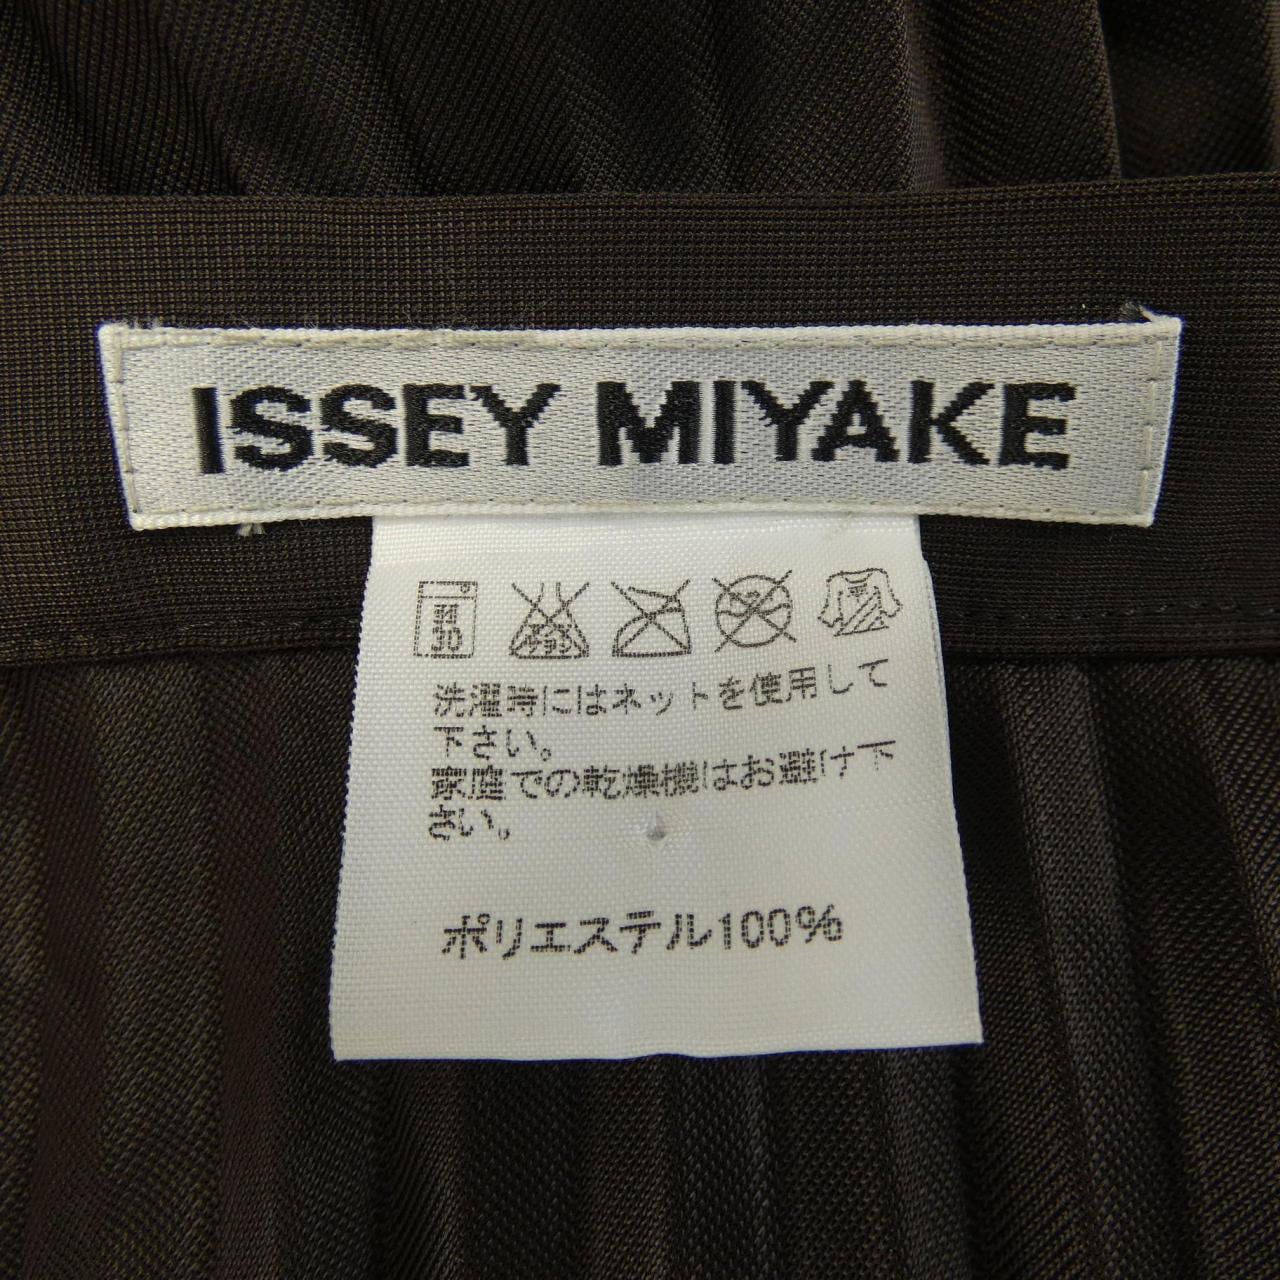 ISSEY MIYAKE
弱
30
洗濯時にはネットを使用して
下さい。
家庭での乾燥機はお避け下
さい。
ポリエステル100%